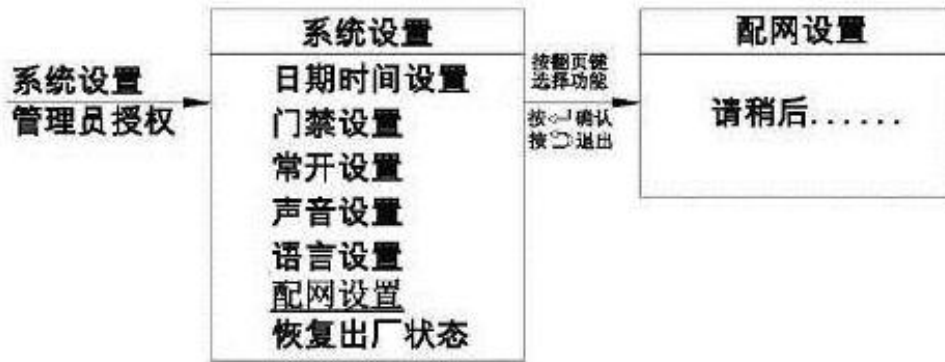 系统设置
管理员授权
系统设置
日期时间设置
门禁设置
常开设置
声音设置
语言设置
配网设置
恢复出厂状态
按翻页键
选择功能
按确认
按退出
配网设置
请稍后......